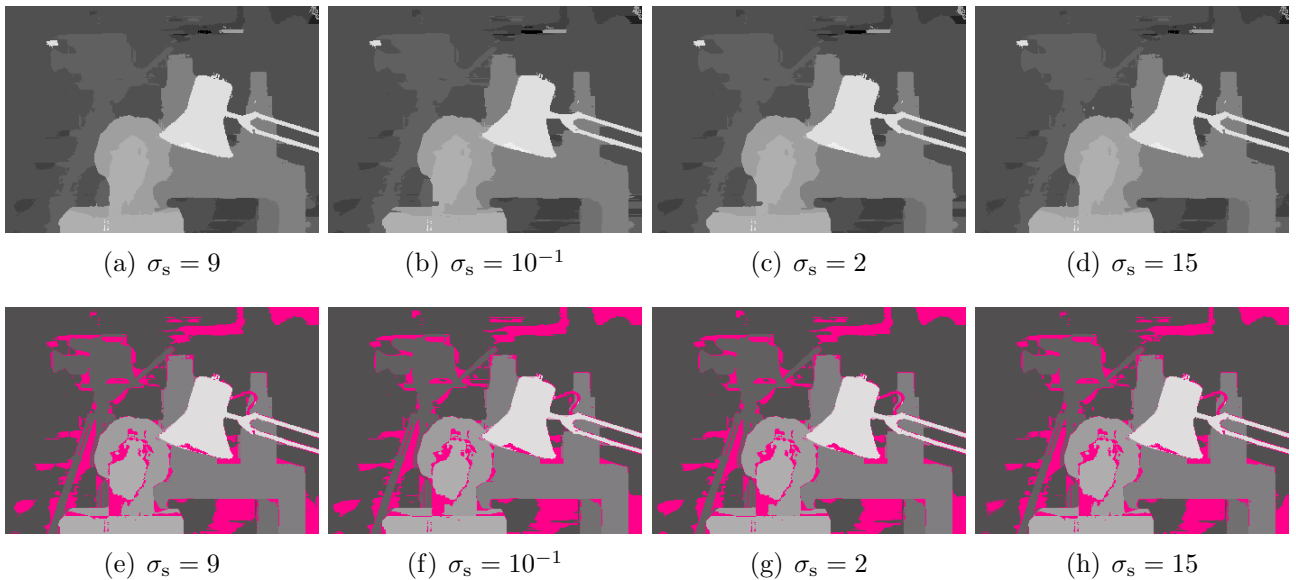 (a) σₛ = 9
(b) σₛ = 10⁻¹
(c) σₛ = 2
(d) σₛ = 15
(e) σₛ = 9
(f) σₛ = 10⁻¹
(g) σₛ = 2
(h) σₛ = 15